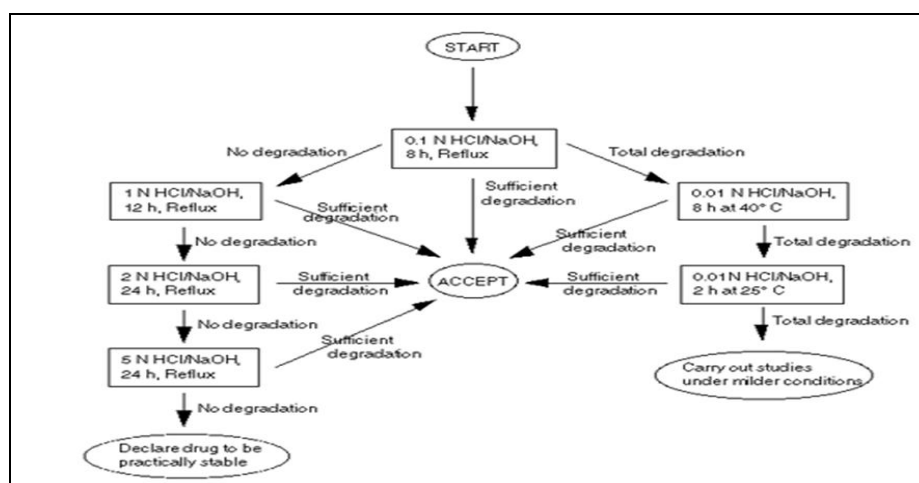 START
0.1 N HCl/NaOH,
8 h, Reflux
No degradation
Total degradation
Sufficient
degradation
1 N HCl/NaOH,
12 h, Reflux
Sufficient
degradation
0.01 N HCl/NaOH,
8 h at 40° C
Sufficient
degradation
No degradation
Total degradation
2 N HCl/NaOH,
24 h, Reflux
Sufficient
degradation
ACCEPT
Sufficient
degradation
0.01N HCl/NaOH,
2 h at 25° C
No degradation
Sufficient
degradation
Total degradation
5 N HCl/NaOH,
24 h, Reflux
Carry out studies
under milder conditions
No degradation
Declare drug to be
practically stable